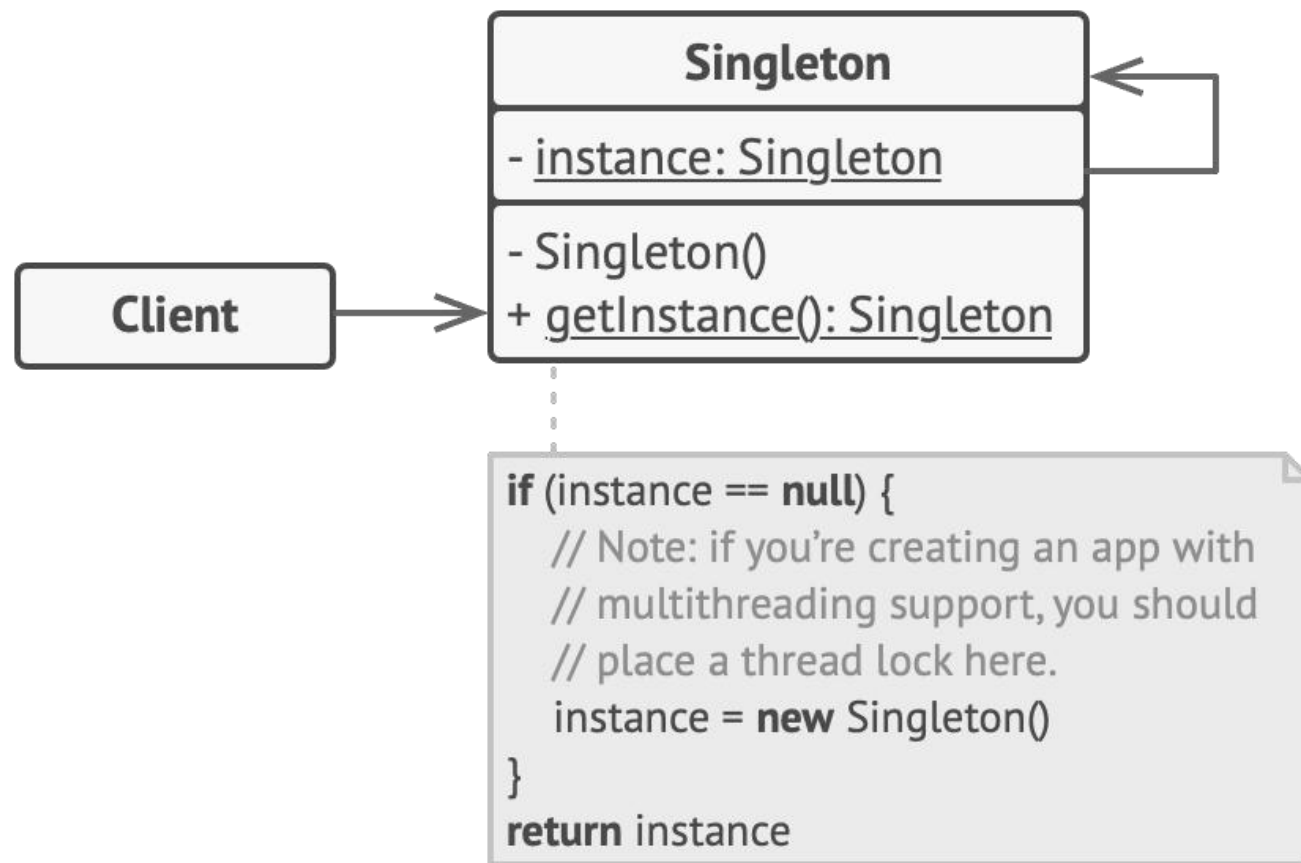 Singleton
- instance: Singleton
- Singleton()
+ getInstance(): Singleton
Client
if (instance == null) {
// Note: if you’re creating an app with
// multithreading support, you should
// place a thread lock here.
instance = new Singleton()
}
return instance